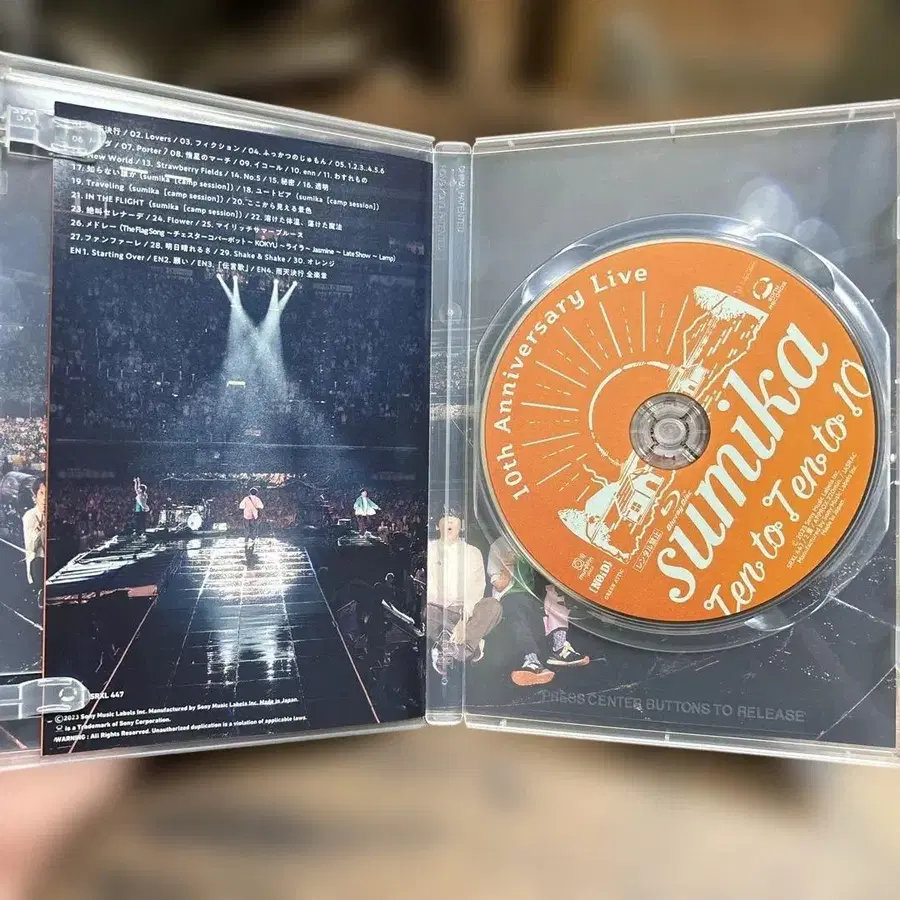 決行 / 02. Lovers / 03. フィクション / 04. ふっかつのじゅもん / 05. 1.2.3..4.5.6
07. Porter / 08. 惰星のマーチ / 09. イコール / 10. enn / 11. わすれもの
New World / 13. Strawberry Fields / 14. No.5 / 15. 秘密 / 16. 透明
17. 知らない誰か (sumika [camp session]) / 18. ユートピア (sumika [camp session])
19. Traveling (sumika [camp session]) / 20. ここから見える景色
21. IN THE FLIGHT (sumika [camp session]) / 22. 溶けた体温、蕩けた魔法
23. 絶叫セレナーデ / 24. Flower / 25. マイリッチサマーブルース
26. メドレー (The Flag Song 〜 チェスターコパーポット 〜 KOKYU 〜 ライラ 〜 Jasmine 〜 Late Show 〜 Lamp)
27. ファンファーレ / 28. 明日晴れるさ / 29. Shake & Shake / 30. オレンジ
EN1. Starting Over / EN2. 願い / EN3. 「伝言歌」 / EN4. 雨天決行 全楽章
SRXL 447
©2023 Sony Music Labels Inc. Manufactured by Sony Music Labels Inc. Made in Japan.
is a Trademark of Sony Corporation.
WARNING : All Rights Reserved. Unauthorized duplication is a violation of applicable laws.
10th Anniversary Live
sumika
Ten to Ten to 10
レンタル禁止
PRESS CENTER BUTTONS TO RELEASE